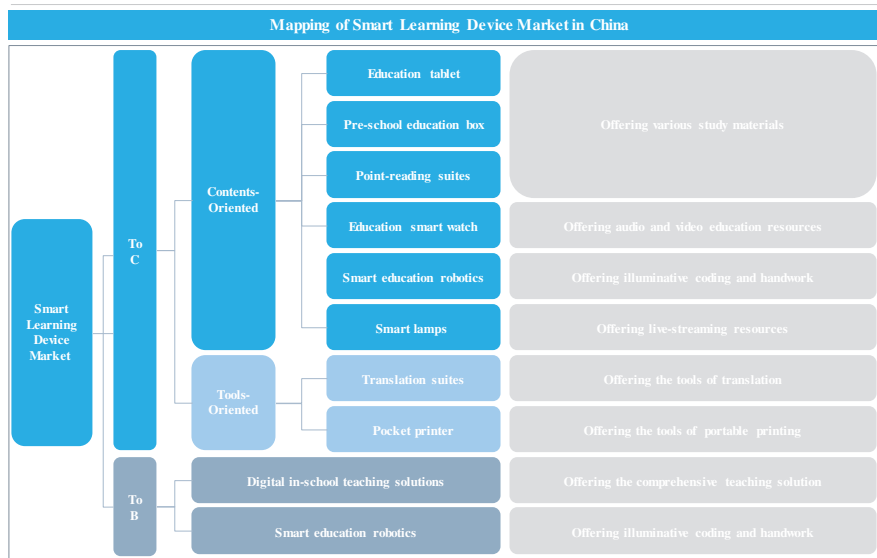 Mapping of Smart Learning Device Market in China
Smart
Learning
Device
Market
To
C
Contents-
Oriented
Education tablet
Pre-school education box
Point-reading suites
Offering various study materials
Education smart watch
Offering audio and video education resources
Smart education robotics
Offering illuminative coding and handwork
Smart lamps
Offering live-streaming resources
Tools-
Oriented
Translation suites
Offering the tools of translation
Pocket printer
Offering the tools of portable printing
To
B
Digital in-school teaching solutions
Offering the comprehensive teaching solution
Smart education robotics
Offering illuminative coding and handwork